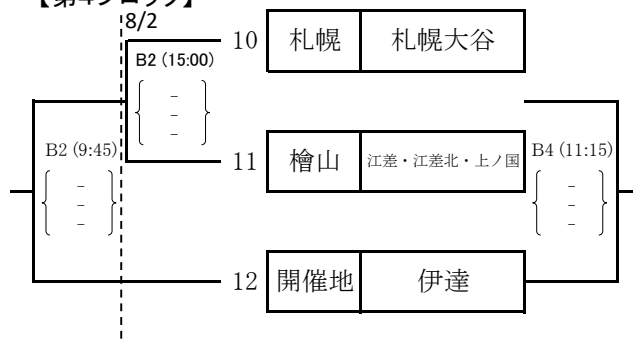 【第4ブロック】
8/2
10 札幌 札幌大谷
B2 (15:00)
－
－
－
B2 (9:45)
－
－
－
11 檜山 江差・江差北・上ノ国
B4 (11:15)
－
－
－
12 開催地 伊達